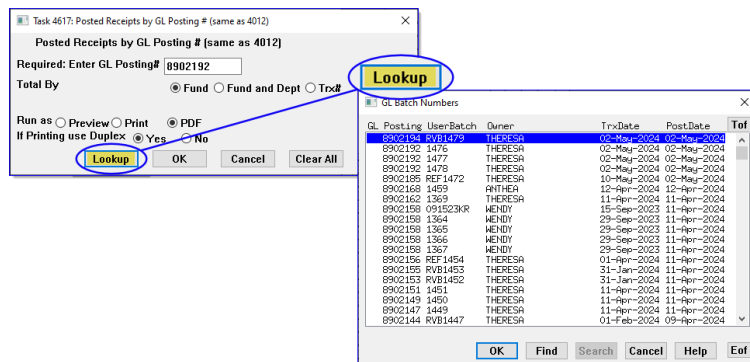 Task 4617: Posted Receipts by GL Posting # (same as 4012)
Posted Receipts by GL Posting # (same as 4012)
Required: Enter GL Posting# 8902192
Total By Fund Fund and Dept Trx#
Run as Preview Print PDF
If Printing use Duplex Yes No
Lookup OK Cancel Clear All
Lookup
GL Batch Numbers
GL Posting UserBatch Owner TrxDate PostDate Tof
8902194 RVB1479 THERESA 02-May-2024 02-May-2024
8902192 1476 THERESA 02-May-2024 02-May-2024
8902192 1477 THERESA 02-May-2024 02-May-2024
8902192 1478 THERESA 02-May-2024 02-May-2024
8902185 REF1472 THERESA 10-May-2024 02-May-2024
8902168 1459 ANTHEA 12-Apr-2024 12-Apr-2024
8902162 1369 THERESA 11-Apr-2024 11-Apr-2024
8902158 091523KR WENDY 15-Sep-2023 11-Apr-2024
8902158 1364 WENDY 29-Sep-2023 11-Apr-2024
8902158 1365 WENDY 29-Sep-2023 11-Apr-2024
8902158 1366 WENDY 29-Sep-2023 11-Apr-2024
8902158 1367 WENDY 29-Sep-2023 11-Apr-2024
8902156 REF1454 THERESA 01-Apr-2024 11-Apr-2024
8902155 RVB1453 THERESA 31-Jan-2024 11-Apr-2024
8902153 RVB1452 THERESA 31-Jan-2024 11-Apr-2024
8902151 1451 THERESA 11-Apr-2024 11-Apr-2024
8902149 1450 THERESA 11-Apr-2024 11-Apr-2024
8902147 1449 THERESA 11-Apr-2024 11-Apr-2024
8902144 RVB1447 THERESA 01-Feb-2024 09-Apr-2024
OK Find Search Cancel Help Eof